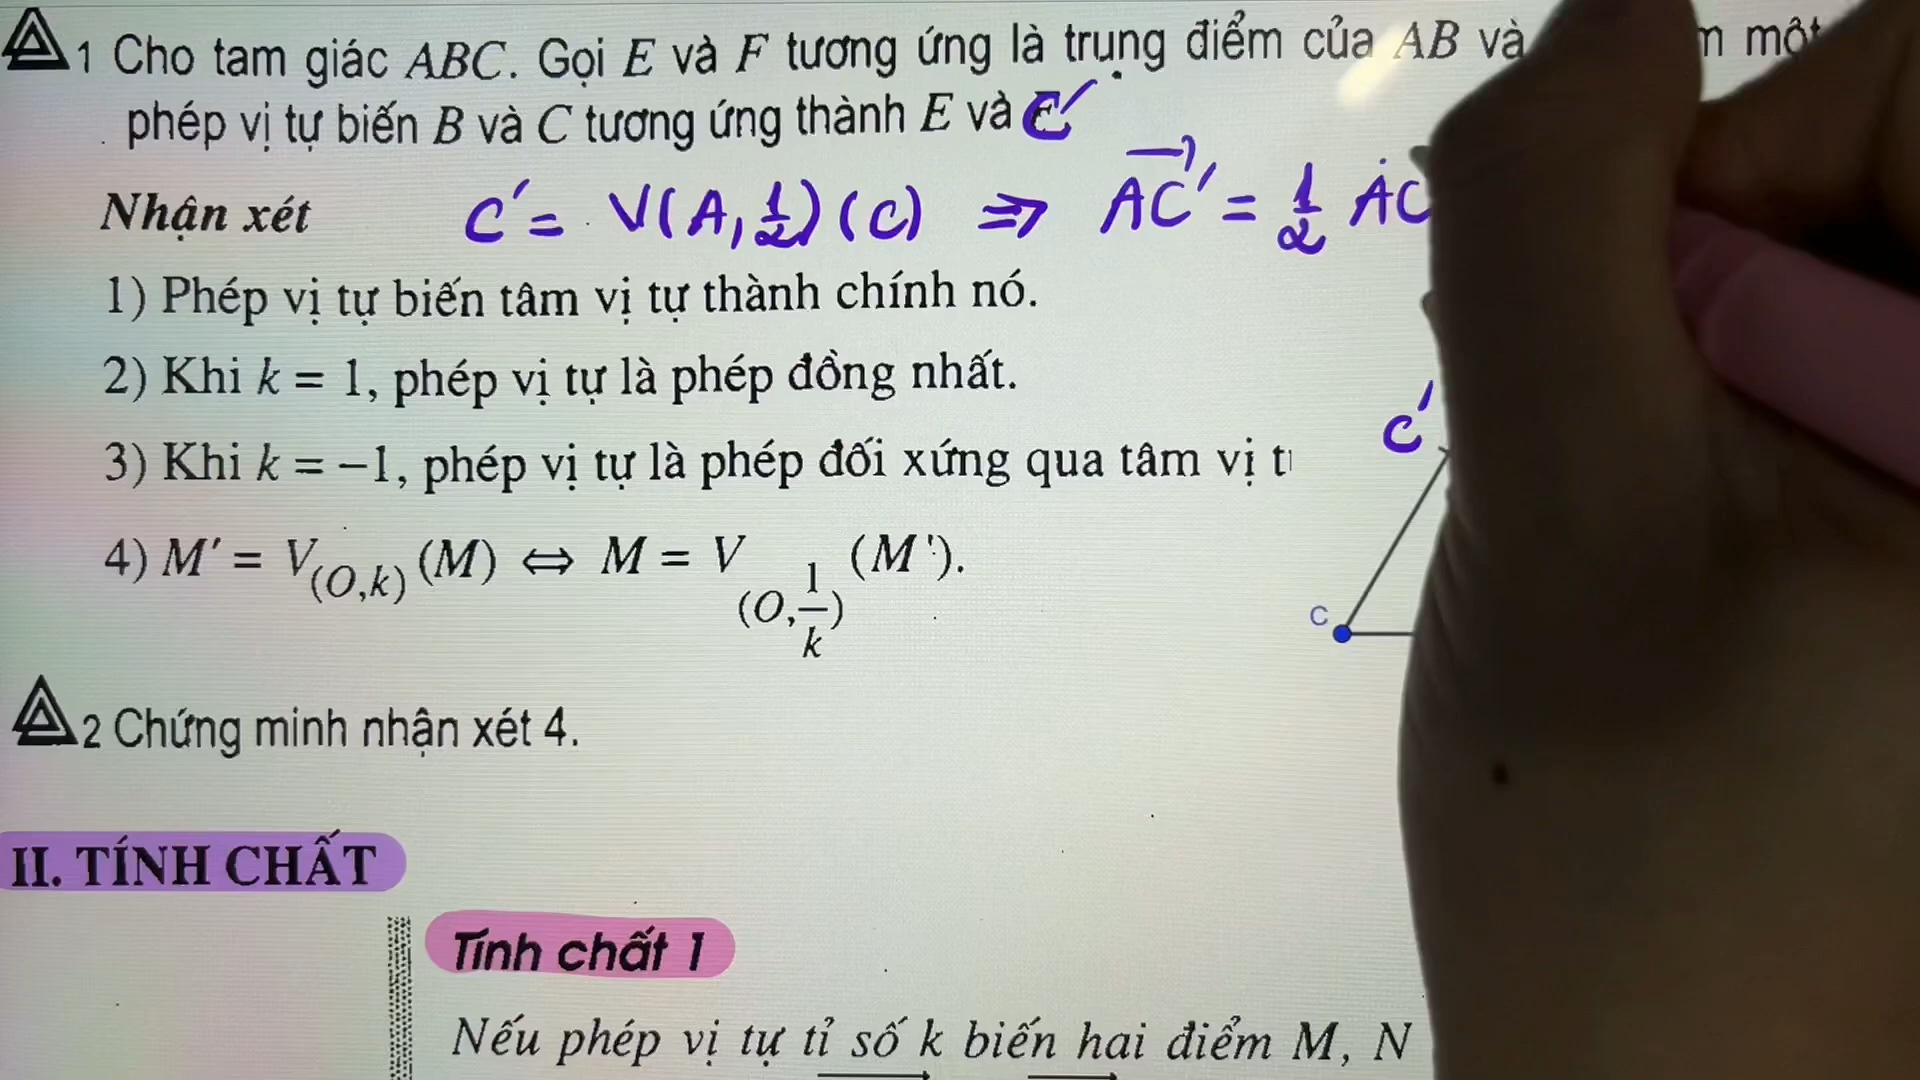 1 Cho tam giác ABC. Gọi E và F tương ứng là trung điểm của AB và
phép vị tự biến B và C tương ứng thành E và C'
Nhận xét
C' = V(A, 1/2) (C) ⇒ AC' = 1/2 AC
1) Phép vị tự biến tâm vị tự thành chính nó.
2) Khi k = 1, phép vị tự là phép đồng nhất.
3) Khi k = –1, phép vị tự là phép đối xứng qua tâm vị
C'
4) M' = V(O,k) (M) ⇔ M = V(O,1/k) (M').
C
2 Chứng minh nhận xét 4.
II. TÍNH CHẤT
Tính chất 1
Nếu phép vị tự tỉ số k biến hai điểm M, N